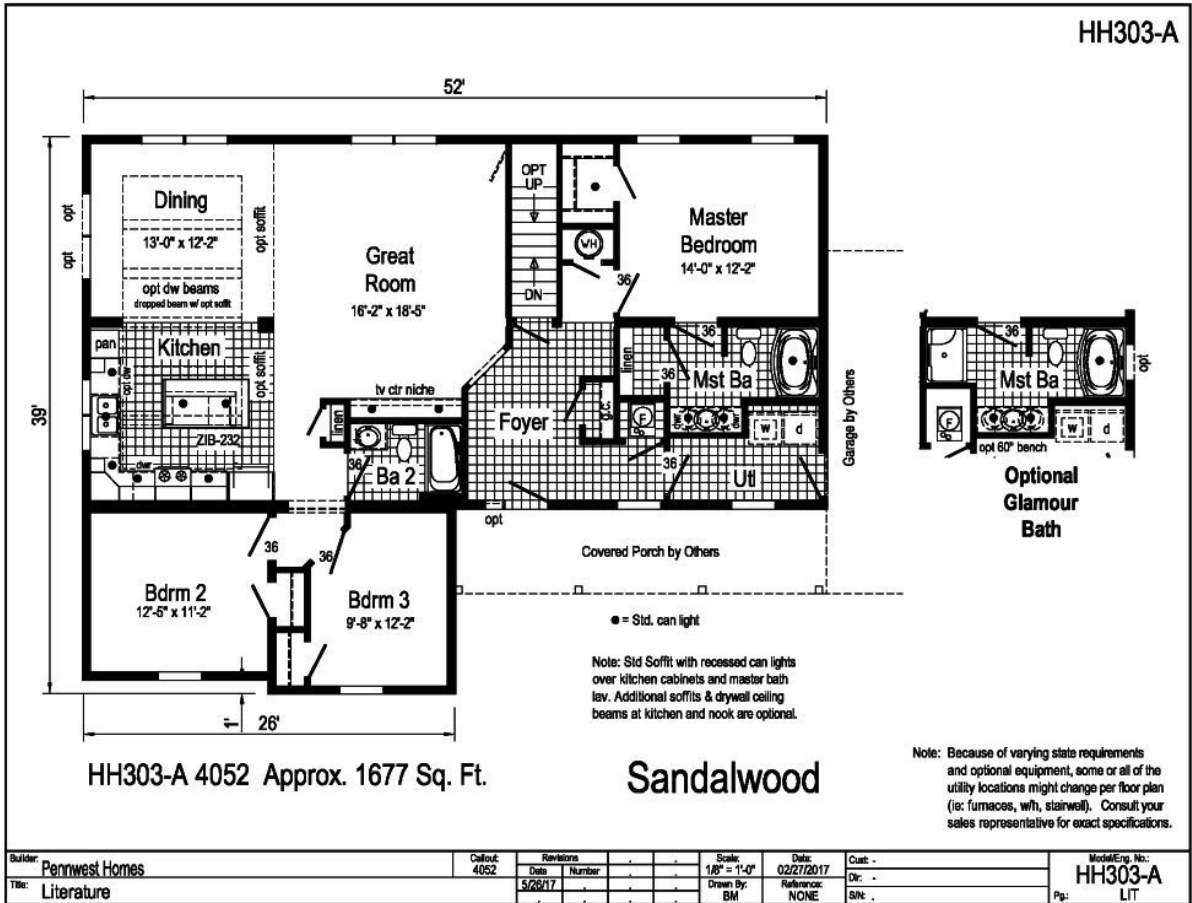 HH303-A
52'
39'
OPT
UP
DN
WH
Dining
13'-0" x 12'-2"
opt
opt
opt soffit
opt dw beams
dropped beam w/ opt soffit
Great
Room
16'-2" x 18'-5"
Master
Bedroom
14'-0" x 12'-2"
36
pan
Kitchen
opt dw
opt soffit
ZIB-232
dwr
tv ctr niche
linen
36
Ba 2
Foyer
g.c.
linen
36
36
Mst Ba
F
dwr
dwr
w
d
36
Utl
Garage by Others
opt
36
Mst Ba
opt
F
w
d
opt 60" bench
Optional
Glamour
Bath
Covered Porch by Others
36
36
Bdrm 2
12'-5" x 11'-2"
Bdrm 3
9'-8" x 12'-2"
● = Std. can light
Note: Std Soffit with recessed can lights
over kitchen cabinets and master bath
lav. Additional soffits & drywall ceiling
beams at kitchen and nook are optional.
1'
26'
HH303-A 4052 Approx. 1677 Sq. Ft.
Sandalwood
Note: Because of varying state requirements
and optional equipment, some or all of the
utility locations might change per floor plan
(ie: furnaces, w/h, stairwell). Consult your
sales representative for exact specifications.
Builder: Pennwest Homes
Title: Literature
Callout:
4052
Revisions
Date Number
5/26/17
Scale:
1/8" = 1'-0"
Drawn By:
BM
Date:
02/27/2017
Reference:
NONE
Cust: -
Dir: -
S/N: .
Model/Eng. No.:
HH303-A
Pg.: LIT